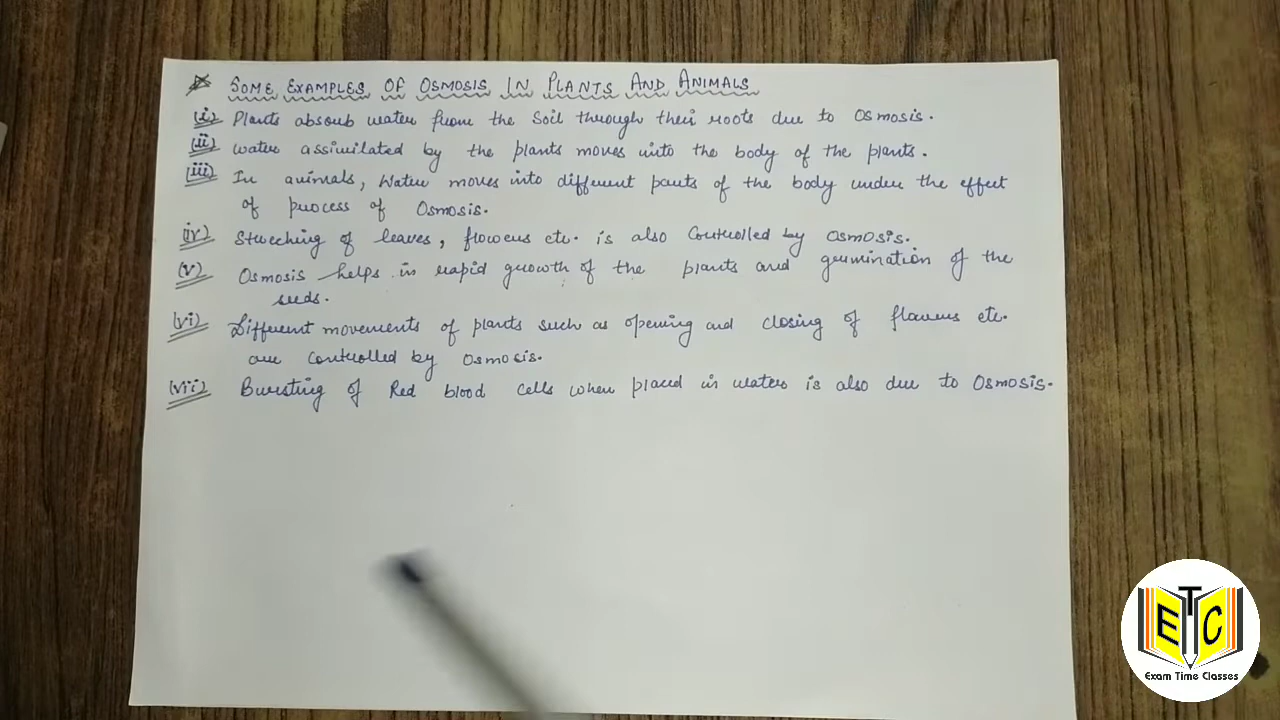 SOME EXAMPLES OF OSMOSIS IN PLANTS AND ANIMALS
(i) Plants absorb water from the soil through their roots due to Osmosis.
(ii) Water assimilated by the plants moves into the body of the plants.
(iii) In animals, Water moves into different parts of the body under the effect
of process of Osmosis.
(iv) Streching of leaves, flowers etc. is also Controlled by OSMOSIS.
(v) Osmosis helps in rapid growth of the plants and germination of the
seeds.
(vi) Different movements of plants such as opening and closing of flowers etc.
are controlled by Osmosis.
(vii) Bursting of Red blood cells when placed in water is also due to Osmosis.
ETC
Exam Time Classes